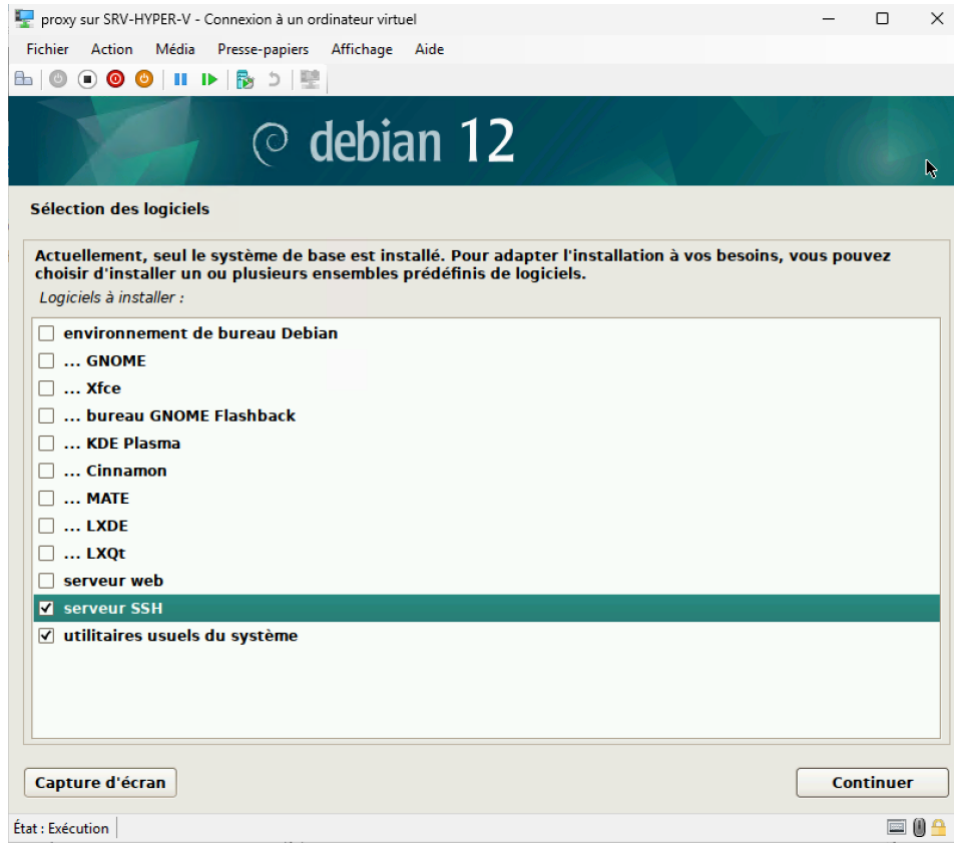 proxy sur SRV-HYPER-V - Connexion à un ordinateur virtuel
Fichier Action Média Presse-papiers Affichage Aide
debian 12
Sélection des logiciels
Actuellement, seul le système de base est installé. Pour adapter l'installation à vos besoins, vous pouvez
choisir d'installer un ou plusieurs ensembles prédéfinis de logiciels.
Logiciels à installer :
environnement de bureau Debian
... GNOME
... Xfce
... bureau GNOME Flashback
... KDE Plasma
... Cinnamon
... MATE
... LXDE
... LXQt
serveur web
serveur SSH
utilitaires usuels du système
Capture d'écran
Continuer
État : Exécution